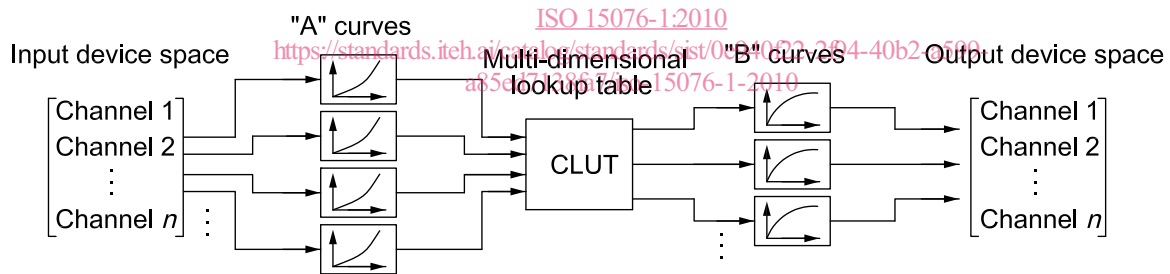 ISO 15076-1:2010
"A" curves
Input device space
Multi-dimensional
lookup table
"B" curves
Output device space
Channel 1
Channel 2
Channel n
CLUT
Channel 1
Channel 2
Channel n